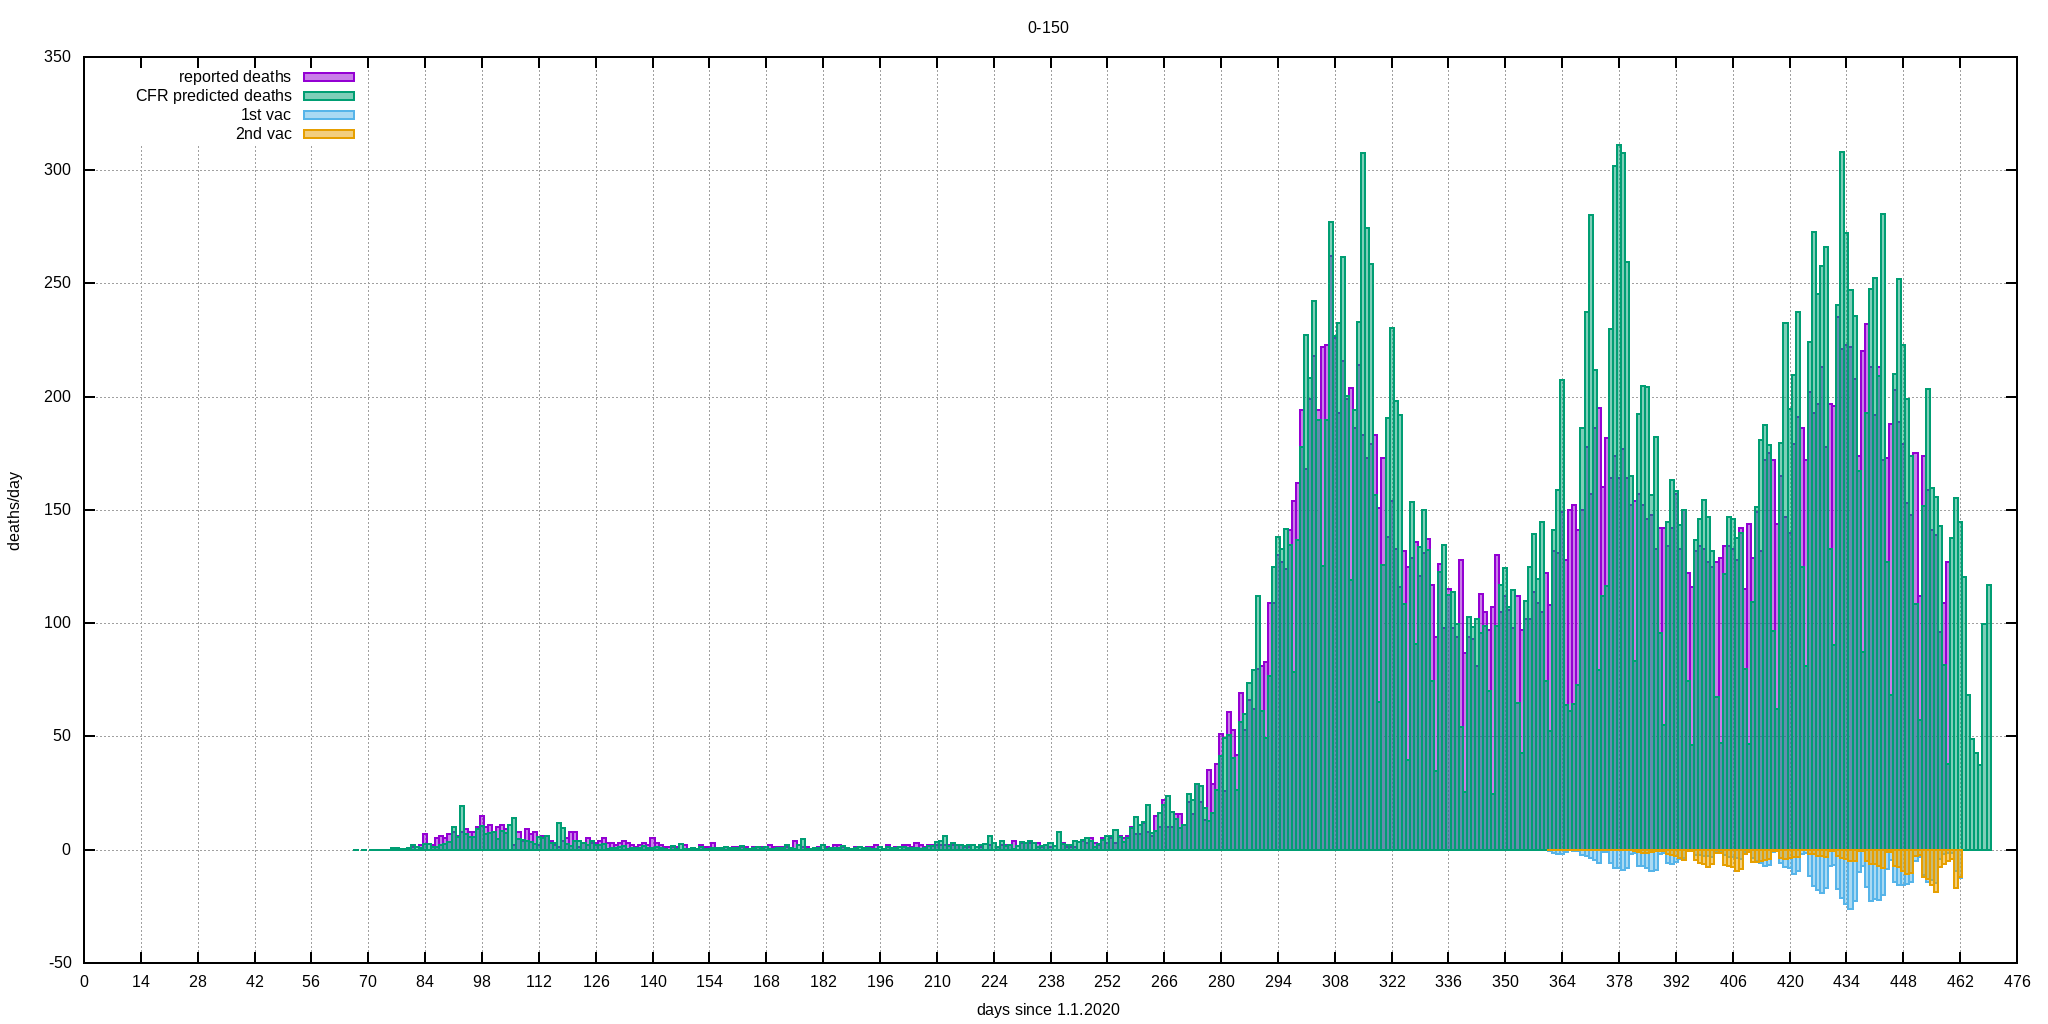 0-150
350
300
250
200
150
100
50
0
-50
reported deaths
CFR predicted deaths
1st vac
2nd vac
deaths/day
0 14 28 42 56 70 84 98 112 126 140 154 168 182 196 210 224 238 252 266 280 294 308 322 336 350 364 378 392 406 420 434 448 462 476
days since 1.1.2020